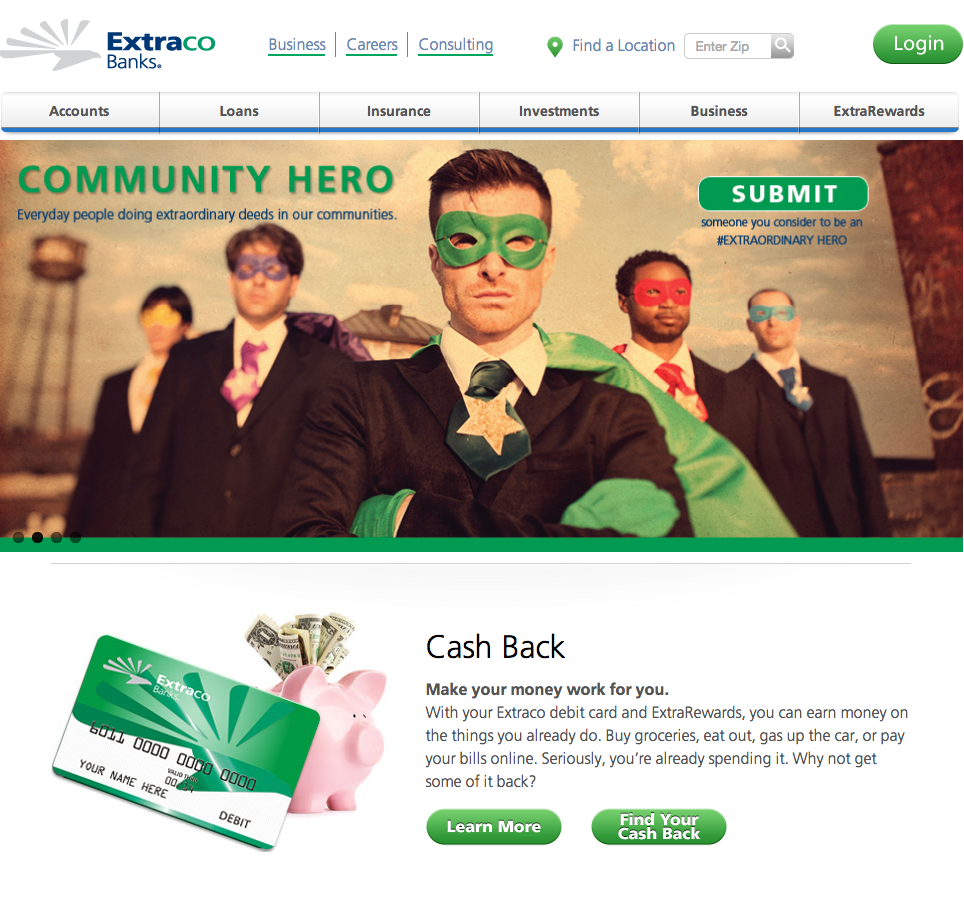 Extraco
Banks®
Business
Careers
Consulting
Find a Location
Enter Zip
Login
Accounts
Loans
Insurance
Investments
Business
ExtraRewards
COMMUNITY HERO
Everyday people doing extraordinary deeds in our communities.
SUBMIT
someone you consider to be an
#EXTRAORDINARY HERO
Extraco
Banks
6011 0000 0000 0000
VALID THRU
YOUR NAME HERE
DEBIT
Cash Back
Make your money work for you.
With your Extraco debit card and ExtraRewards, you can earn money on
the things you already do. Buy groceries, eat out, gas up the car, or pay
your bills online. Seriously, you’re already spending it. Why not get
some of it back?
Learn More
Find Your
Cash Back